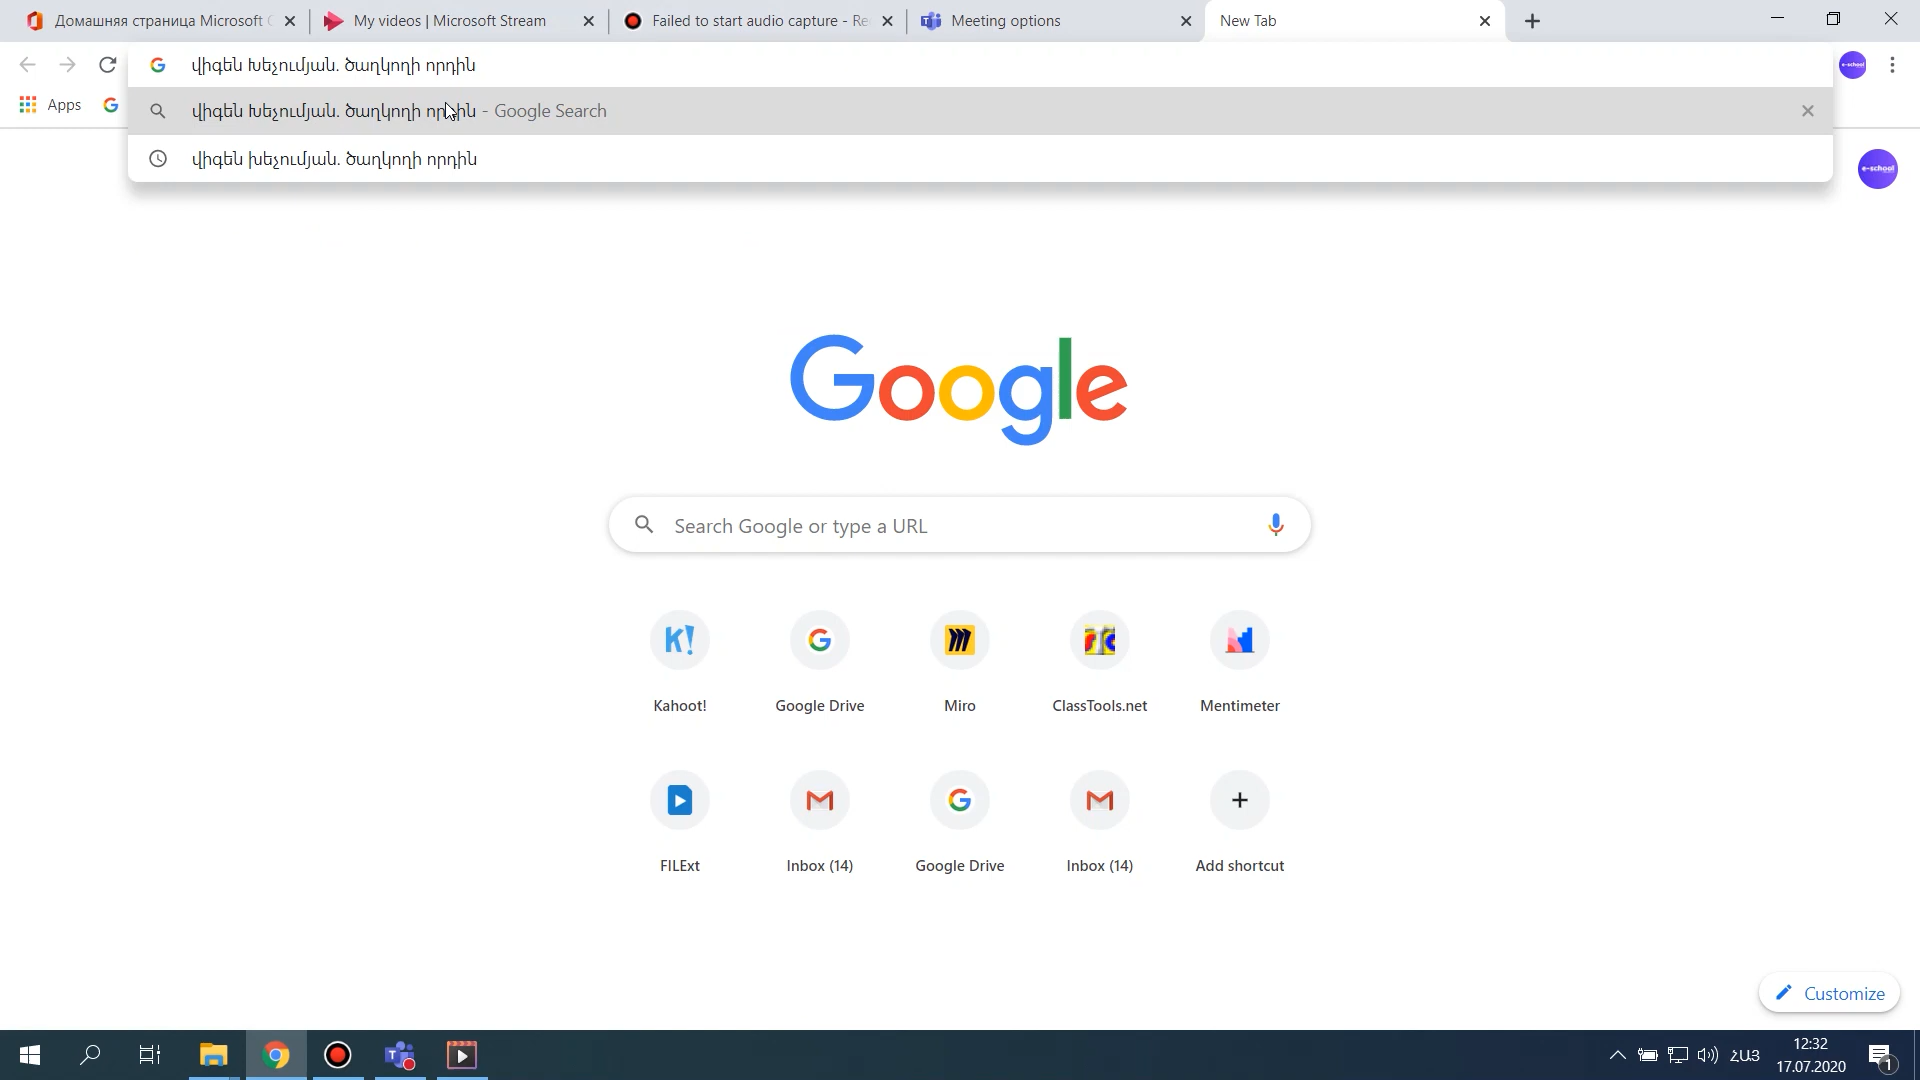 Домашняя страница Microsoft
My videos | Microsoft Stream
Failed to start audio capture - Re
Meeting options
New Tab
վիգեն Խեչումյան. ծաղկողի որդին
e-school
Apps
վիգեն Խեչումյան. ծաղկողի որդին - Google Search
վիգեն խեչումյան. ծաղկողի որդին
e-school
Google
Search Google or type a URL
K!
Kahoot!
Google Drive
Miro
ClassTools.net
Mentimeter
FILExt
Inbox (14)
Google Drive
Inbox (14)
Add shortcut
Customize
ՀԱՅ
12:32
17.07.2020
1